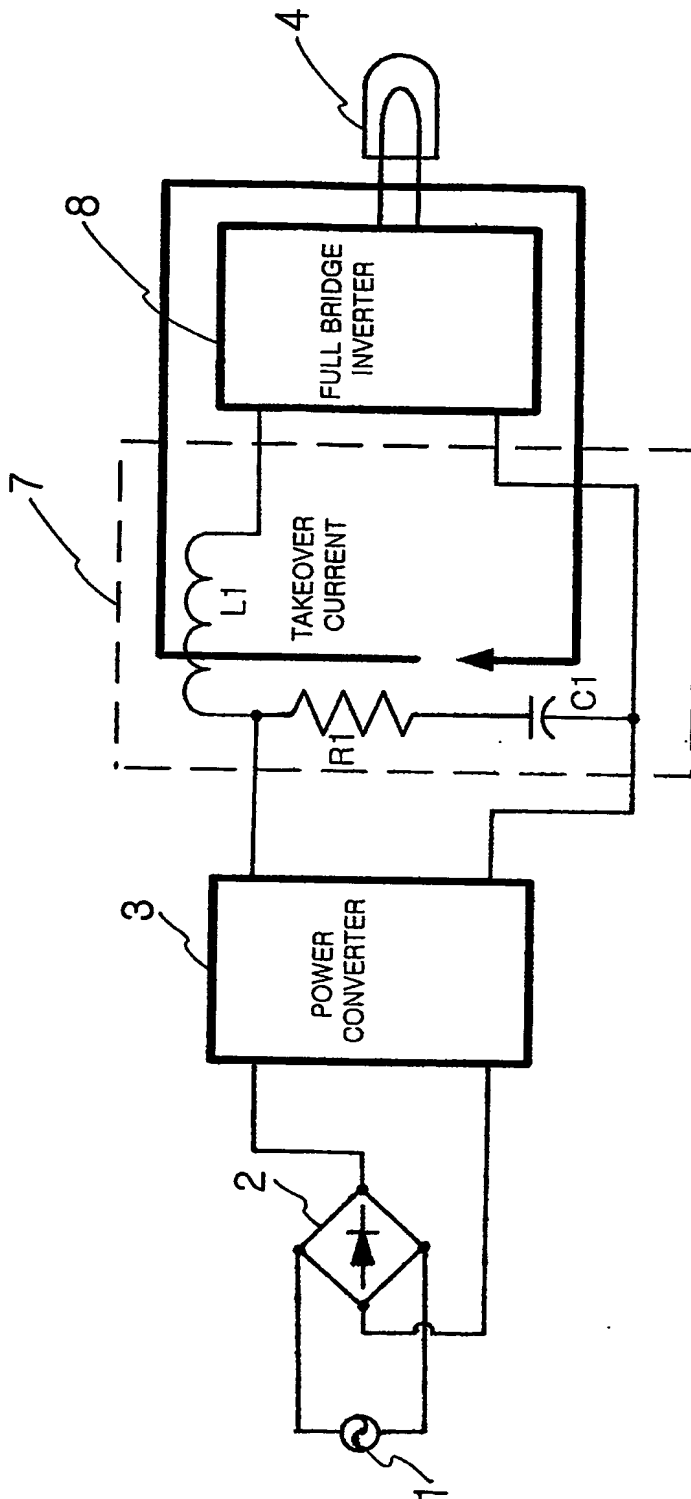 1
2
3
POWER
CONVERTER
7
L1
TAKEOVER
CURRENT
R1
C1
8
FULL BRIDGE
INVERTER
4